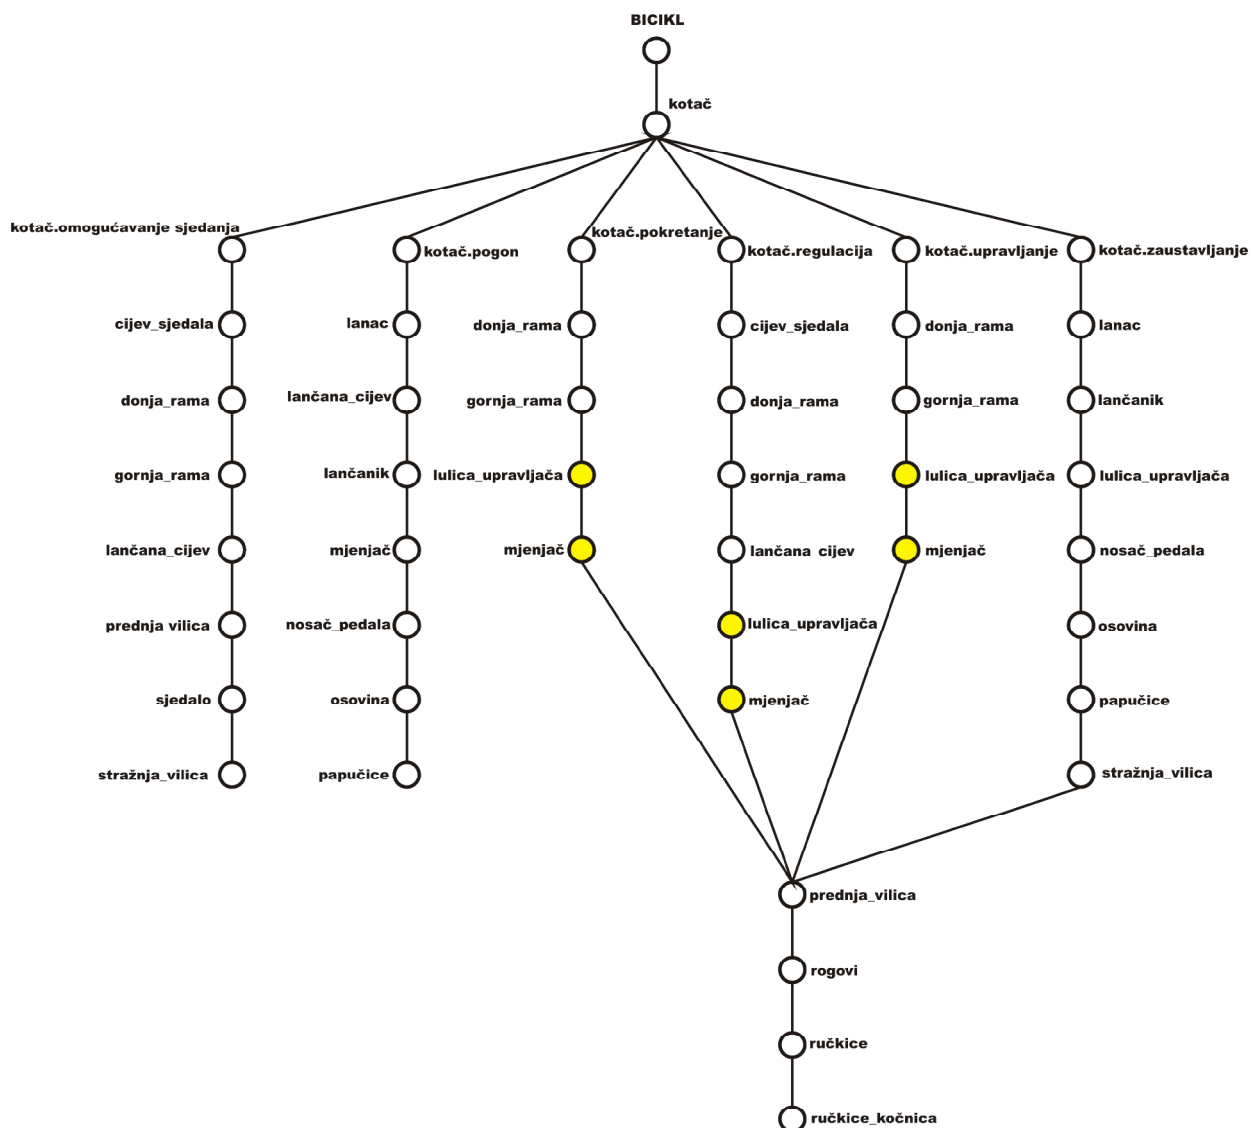 BICIKL
kotač
kotač.omogućavanje sjedanja
kotač.pogon
kotač.pokretanje
kotač.regulacija
kotač.upravljanje
kotač.zaustavljanje
cijev_sjedala
lanac
donja_rama
cijev_sjedala
donja_rama
lanac
donja_rama
lančana_cijev
gornja_rama
donja_rama
gornja_rama
lančanik
gornja_rama
lančanik
lulica_upravljača
gornja_rama
lulica_upravljača
lulica_upravljača
lančana_cijev
mjenjač
mjenjač
lančana cijev
mjenjač
nosač_pedala
prednja vilica
nosač_pedala
lulica_upravljača
osovina
sjedalo
osovina
mjenjač
papučice
stražnja_vilica
papučice
stražnja_vilica
prednja_vilica
rogovi
ručkice
ručkice_kočnica